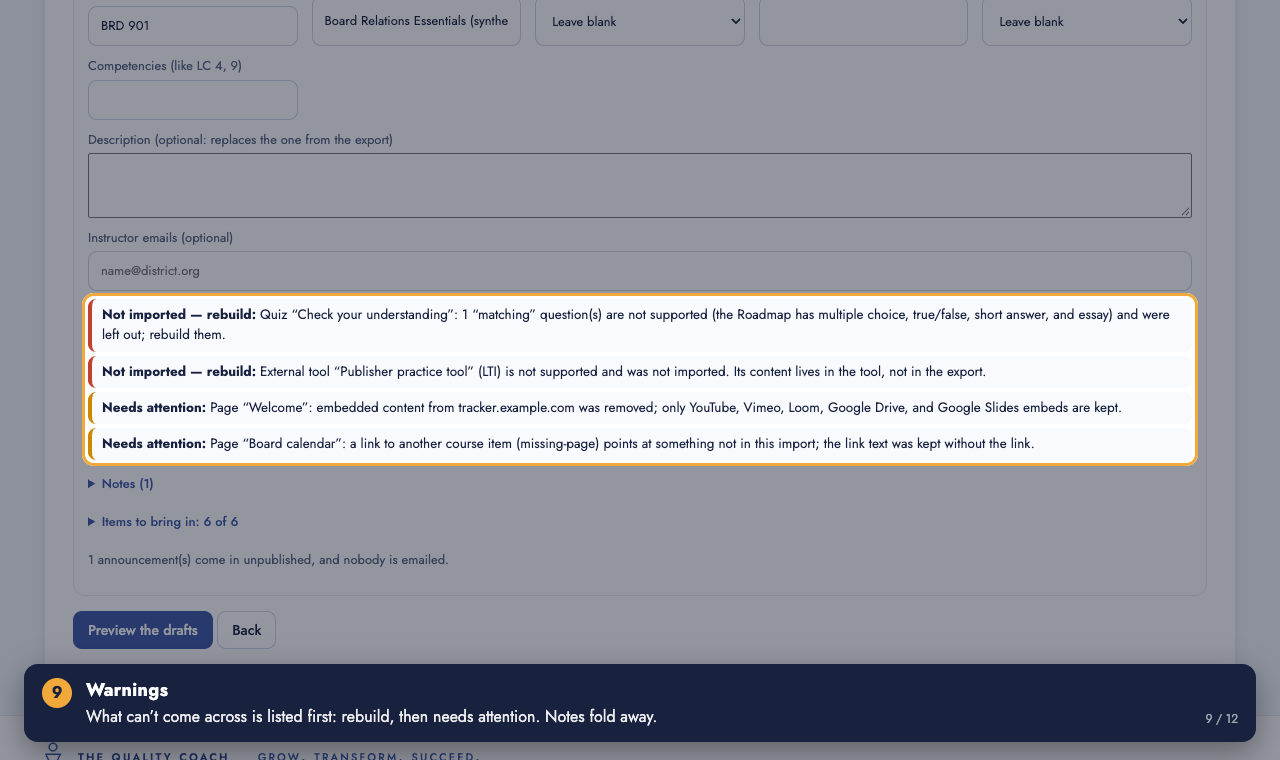 BRD 901
Board Relations Essentials (synthe
Leave blank
Leave blank
Competencies (like LC 4, 9)
Description (optional: replaces the one from the export)
Instructor emails (optional)
name@district.org
Not imported — rebuild: Quiz “Check your understanding”: 1 “matching” question(s) are not supported (the Roadmap has multiple choice, true/false, short answer, and essay) and were
left out; rebuild them.
Not imported — rebuild: External tool “Publisher practice tool” (LTI) is not supported and was not imported. Its content lives in the tool, not in the export.
Needs attention: Page “Welcome”: embedded content from tracker.example.com was removed; only YouTube, Vimeo, Loom, Google Drive, and Google Slides embeds are kept.
Needs attention: Page “Board calendar”: a link to another course item (missing-page) points at something not in this import; the link text was kept without the link.
Notes (1)
Items to bring in: 6 of 6
1 announcement(s) come in unpublished, and nobody is emailed.
Preview the drafts
Back
9
Warnings
What can’t come across is listed first: rebuild, then needs attention. Notes fold away.
9 / 12
THE QUALITY COACH
GROW. TRANSFORM. SUCCEED.